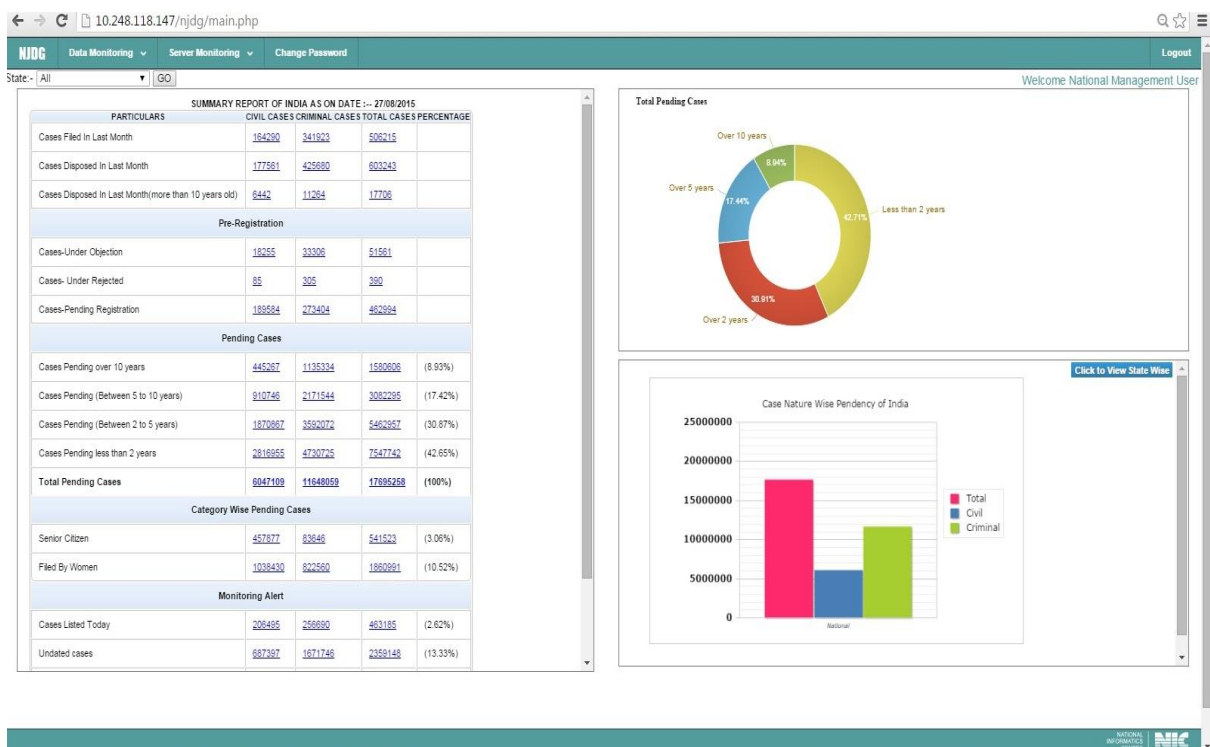 10.248.118.147/njdg/main.php
NJDG Data Monitoring Server Monitoring Change Password Logout
State:- All GO Welcome National Management User
SUMMARY REPORT OF INDIA AS ON DATE :-- 27/08/2015
PARTICULARS CIVIL CASES CRIMINAL CASES TOTAL CASES PERCENTAGE
Cases Filed In Last Month 164290 341923 506215
Cases Disposed In Last Month 177561 425680 603243
Cases Disposed In Last Month(more than 10 years old) 6442 11264 17706
Pre-Registration
Cases-Under Objection 18255 33306 51561
Cases- Under Rejected 85 305 390
Cases-Pending Registration 189584 273404 462994
Pending Cases
Cases Pending over 10 years 445267 1135334 1580606 (8.93%)
Cases Pending (Between 5 to 10 years) 910746 2171544 3082295 (17.42%)
Cases Pending (Between 2 to 5 years) 1870867 3592072 5462957 (30.87%)
Cases Pending less than 2 years 2816955 4730725 7547742 (42.65%)
Total Pending Cases 6047109 11648059 17695258 (100%)
Category Wise Pending Cases
Senior Citizen 457877 83646 541523 (3.06%)
Filed By Women 1038430 822560 1860991 (10.52%)
Monitoring Alert
Cases Listed Today 206495 256690 463185 (2.62%)
Undated cases 687397 1671746 2359148 (13.33%)
Total Pending Cases
Over 10 years
8.94%
Over 5 years
17.44%
Less than 2 years
42.71%
30.91%
Over 2 years
Click to View State Wise
Case Nature Wise Pendency of India
25000000
20000000
15000000
10000000
5000000
0
National
Total
Civil
Criminal
NATIONAL
INFORMATICS
NIC